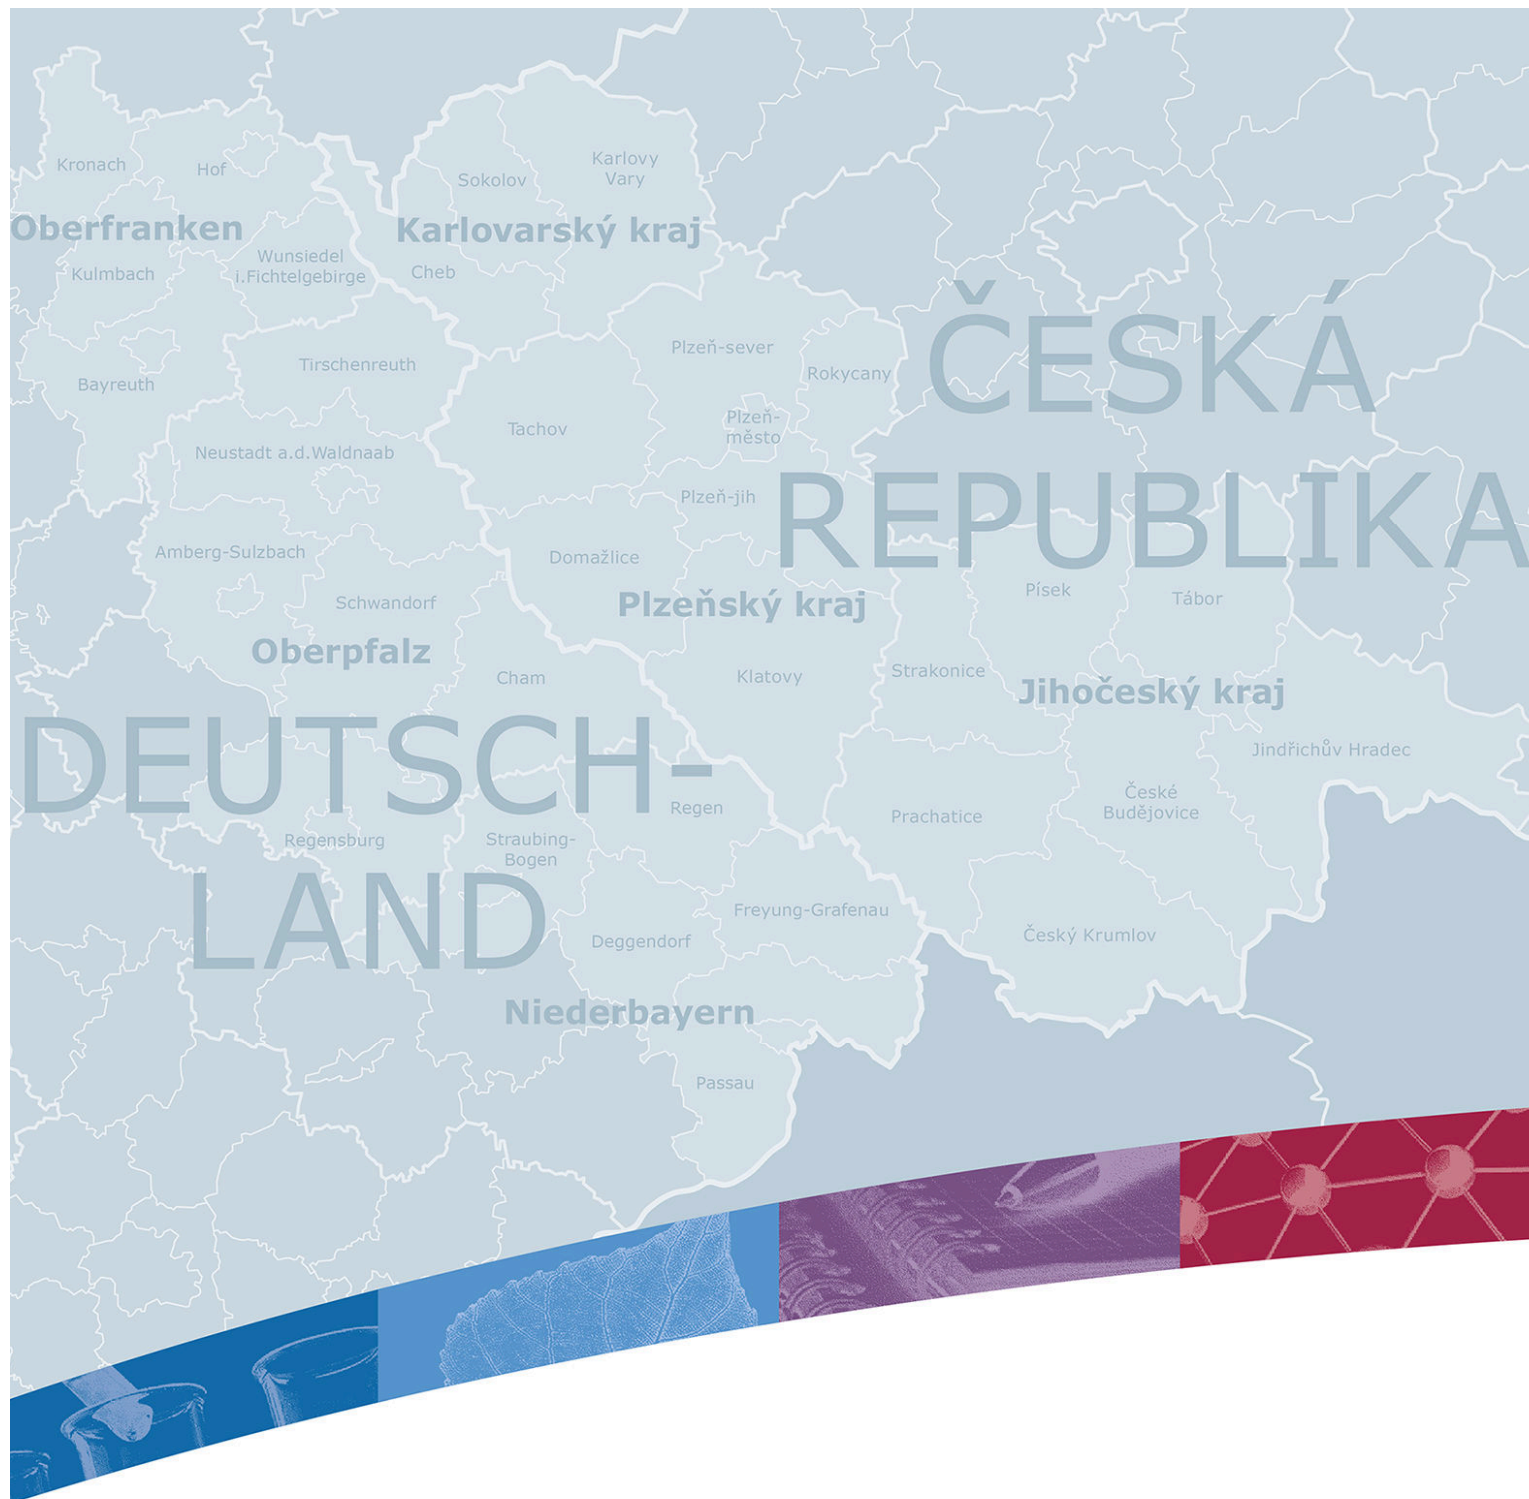 Kronach
Hof
Sokolov
Karlovy
Vary
Oberfranken
Karlovarský kraj
Kulmbach
Wunsiedel
i.Fichtelgebirge
Cheb
ČESKÁ
REPUBLIKA
Bayreuth
Tirschenreuth
Plzeň-sever
Rokycany
Tachov
Plzeň-
město
Neustadt a.d.Waldnaab
Plzeň-jih
Amberg-Sulzbach
Domažlice
Schwandorf
Plzeňský kraj
Písek
Tábor
Oberpfalz
Cham
Klatovy
Strakonice
Jihočeský kraj
DEUTSCH-
LAND
Jindřichův Hradec
Regen
Prachatice
České
Budějovice
Regensburg
Straubing-
Bogen
Freyung-Grafenau
Deggendorf
Český Krumlov
Niederbayern
Passau